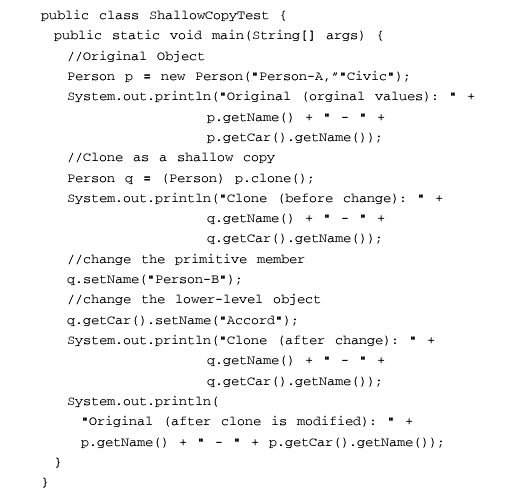 public class ShallowCopyTest {
public static void main(String[] args) {
//Original Object
Person p = new Person("Person-A,”"Civic");
System.out.println("Original (orginal values): " +
p.getName() + " - " +
p.getCar().getName());
//Clone as a shallow copy
Person q = (Person) p.clone();
System.out.println("Clone (before change): " +
q.getName() + " - " +
q.getCar().getName());
//change the primitive member
q.setName("Person-B");
//change the lower-level object
q.getCar().setName("Accord");
System.out.println("Clone (after change): " +
q.getName() + " - " +
q.getCar().getName());
System.out.println(
"Original (after clone is modified): " +
p.getName() + " - " + p.getCar().getName());
}
}